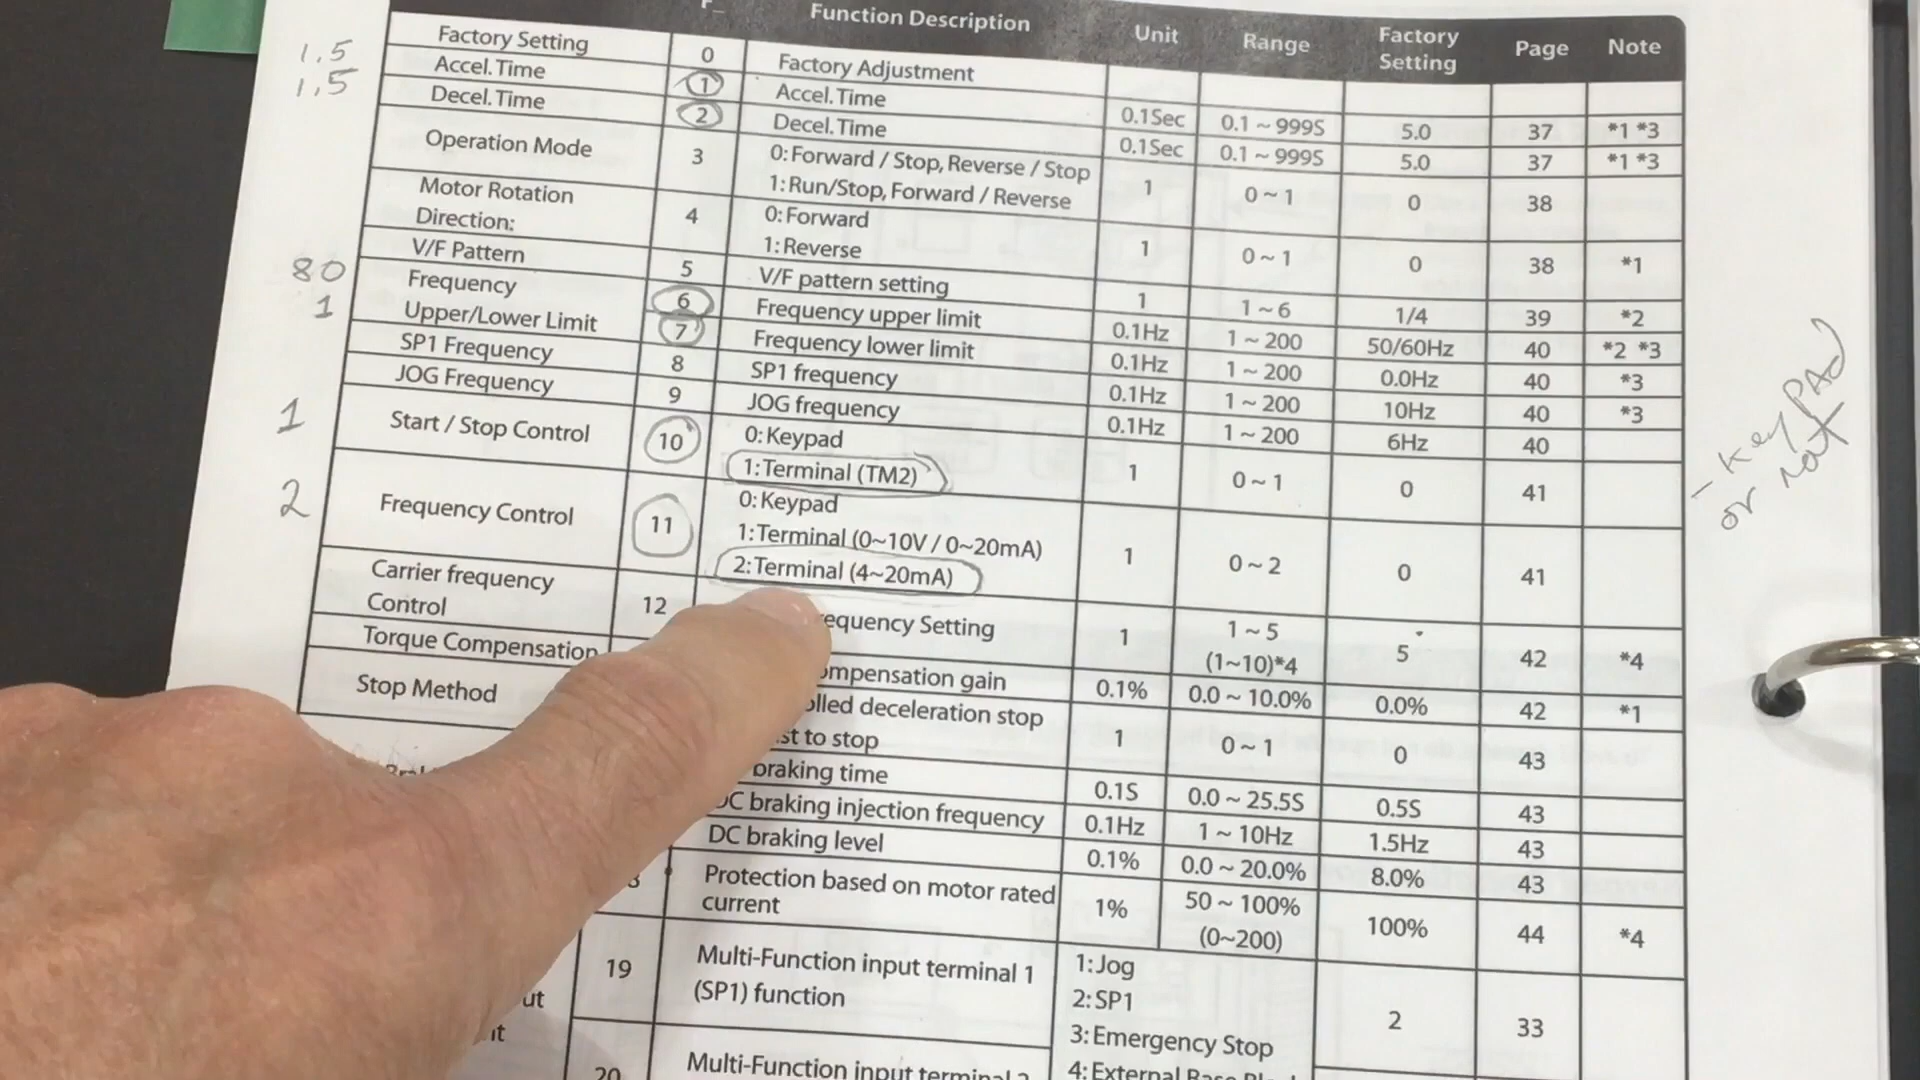 F_ Function Description Unit Range Factory Setting Page Note
1.5 Factory Setting 0 Factory Adjustment
1.5 Accel. Time 1 Accel. Time 0.1Sec 0.1 ~ 999S 5.0 37 *1 *3
Decel. Time 2 Decel. Time 0.1Sec 0.1 ~ 999S 5.0 37 *1 *3
Operation Mode 3 0: Forward / Stop, Reverse / Stop
1: Run/Stop, Forward / Reverse 1 0 ~ 1 0 38
Motor Rotation
Direction: 4 0: Forward
1: Reverse 1 0 ~ 1 0 38 *1
V/F Pattern 5 V/F pattern setting 1 1 ~ 6 1/4 39 *2
80 Frequency 6 Frequency upper limit 0.1Hz 1 ~ 200 50/60Hz 40 *2 *3
1 Upper/Lower Limit 7 Frequency lower limit 0.1Hz 1 ~ 200 0.0Hz 40 *3
SP1 Frequency 8 SP1 frequency 0.1Hz 1 ~ 200 10Hz 40 *3
JOG Frequency 9 JOG frequency 0.1Hz 1 ~ 200 6Hz 40
1 Start / Stop Control 10 0: Keypad
1: Terminal (TM2) 1 0 ~ 1 0 41
2 Frequency Control 11 0: Keypad
1: Terminal (0~10V / 0~20mA) 1 0 ~ 2 0 41
2: Terminal (4~20mA)
- KeyPAd
or not
Carrier frequency
Control 12 equency Setting 1 1 ~ 5
(1~10)*4 5 42 *4
Torque Compensation ompensation gain 0.1% 0.0 ~ 10.0% 0.0% 42 *1
Stop Method olled deceleration stop
st to stop 1 0 ~ 1 0 43
braking time 0.1S 0.0 ~ 25.5S 0.5S 43
DC braking injection frequency 0.1Hz 1 ~ 10Hz 1.5Hz 43
DC braking level 0.1% 0.0 ~ 20.0% 8.0% 43
Protection based on motor rated
current 1% 50 ~ 100%
(0~200) 100% 44 *4
19 Multi-Function input terminal 1
(SP1) function 1: Jog
2: SP1
3: Emergency Stop 2 33
20 Multi-Function input terminal 2 4: External Base
ut
it